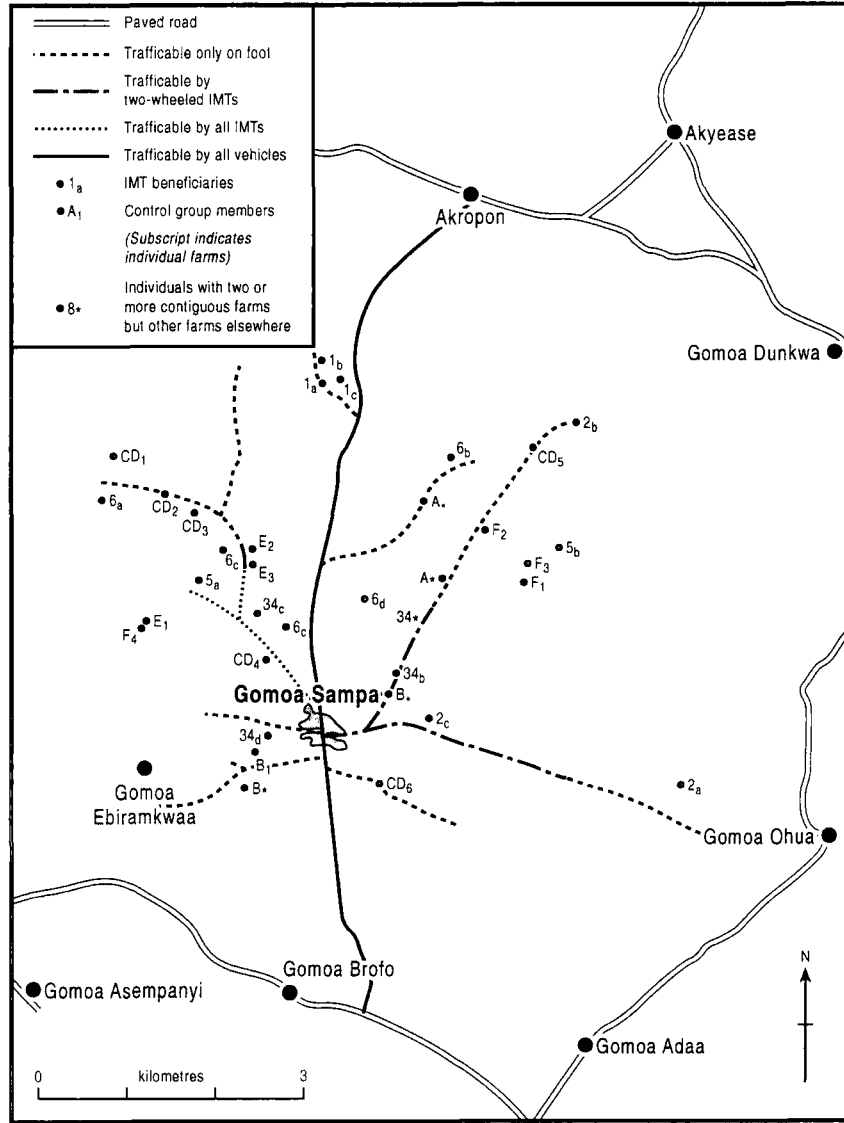 Paved road
Trafficable only on foot
Trafficable by
two-wheeled IMTs
Trafficable by all IMTs
Trafficable by all vehicles
1a IMT beneficiaries
A1 Control group members
(Subscript indicates
individual farms)
8* Individuals with two or
more contiguous farms
but other farms elsewhere
Akyease
Akropon
Gomoa Dunkwa
1b
1a
1c
2b
CD1
6b
CD5
6a
CD2
CD3
A*
F2
E2
6c
E3
5b
F3
F1
5a
A*
34c
6d
34*
E1
F4
6c
CD4
34b
Gomoa Sampa
B*
2c
34d
B1
B*
CD6
2a
Gomoa
Ebiramkwaa
Gomoa Ohua
Gomoa Brofo
Gomoa Asempanyi
N
Gomoa Adaa
0 kilometres 3